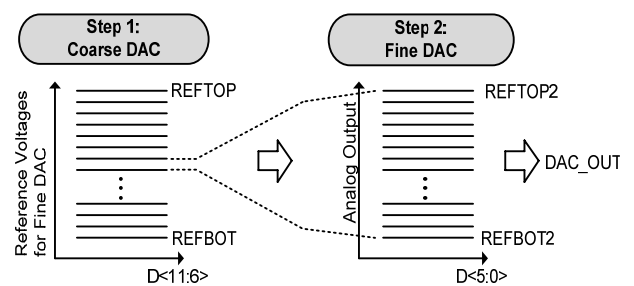 Step 1:
Coarse DAC
Step 2:
Fine DAC
Reference Voltages
for Fine DAC
REFTOP
REFBOT
D<11:6>
Analog Output
REFTOP2
REFBOT2
D<5:0>
DAC_OUT